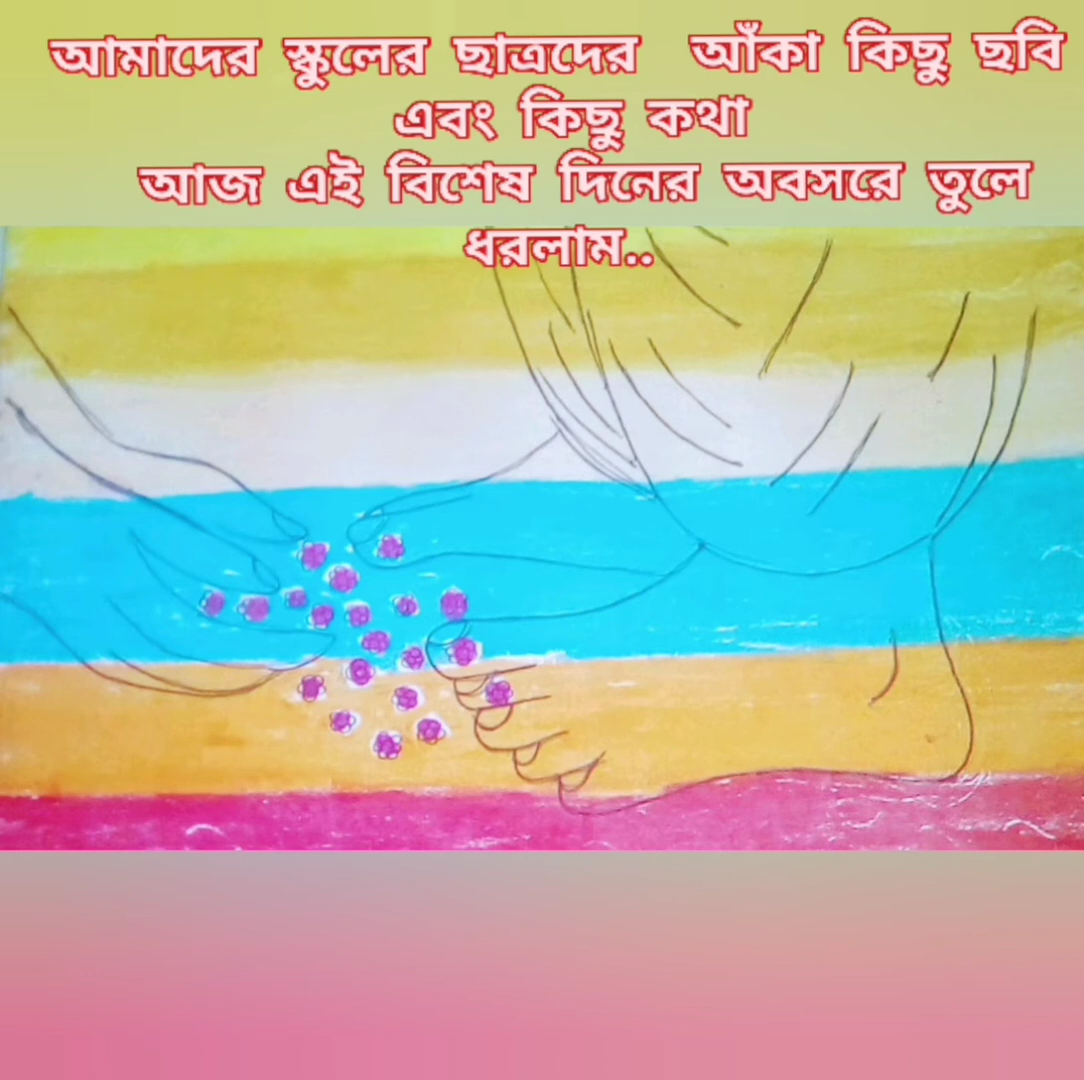 আমাদের স্কুলের ছাত্রদের আঁকা কিছু ছবি
এবং কিছু কথা
আজ এই বিশেষ দিনের অবসরে তুলে
ধরলাম..